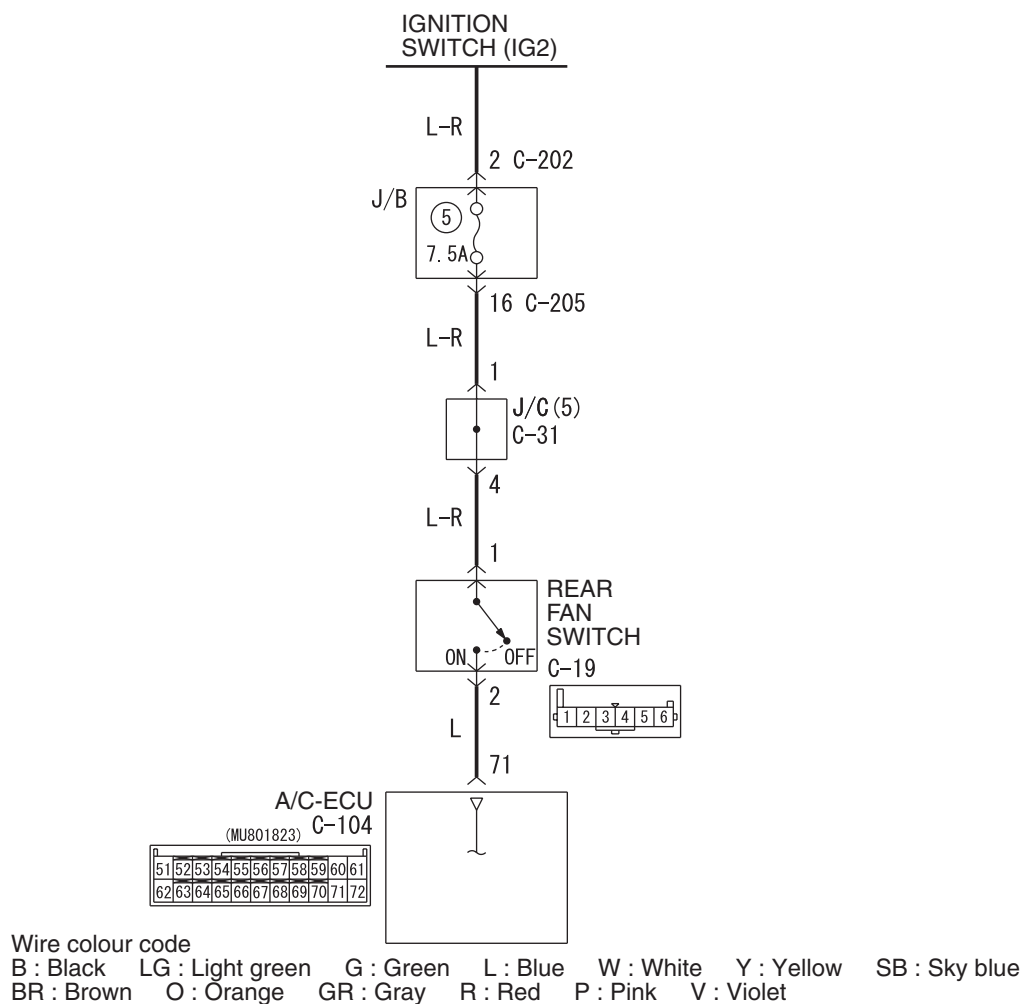 IGNITION
SWITCH (IG2)
L-R
2 C-202
J/B
5
7.5A
16 C-205
L-R
1
J/C(5)
C-31
4
L-R
1
REAR
FAN
SWITCH
ON OFF
C-19
2
1 2 3 4 5 6
L
71
A/C-ECU
C-104
(MU801823)
51 52 53 54 55 56 57 58 59 60 61
62 63 64 65 66 67 68 69 70 71 72
Wire colour code
B : Black LG : Light green G : Green L : Blue W : White Y : Yellow SB : Sky blue
BR : Brown O : Orange GR : Gray R : Red P : Pink V : Violet